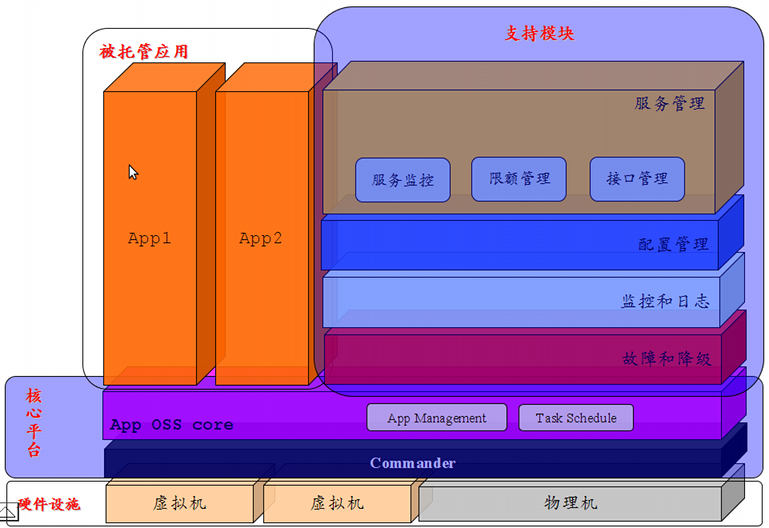 支持模块
被托管应用
服务管理
服务监控
限额管理
接口管理
App1
App2
配置管理
监控和日志
故障和降级
核心平台
App OSS core
App Management
Task Schedule
Commander
硬件设施
虚拟机
虚拟机
物理机